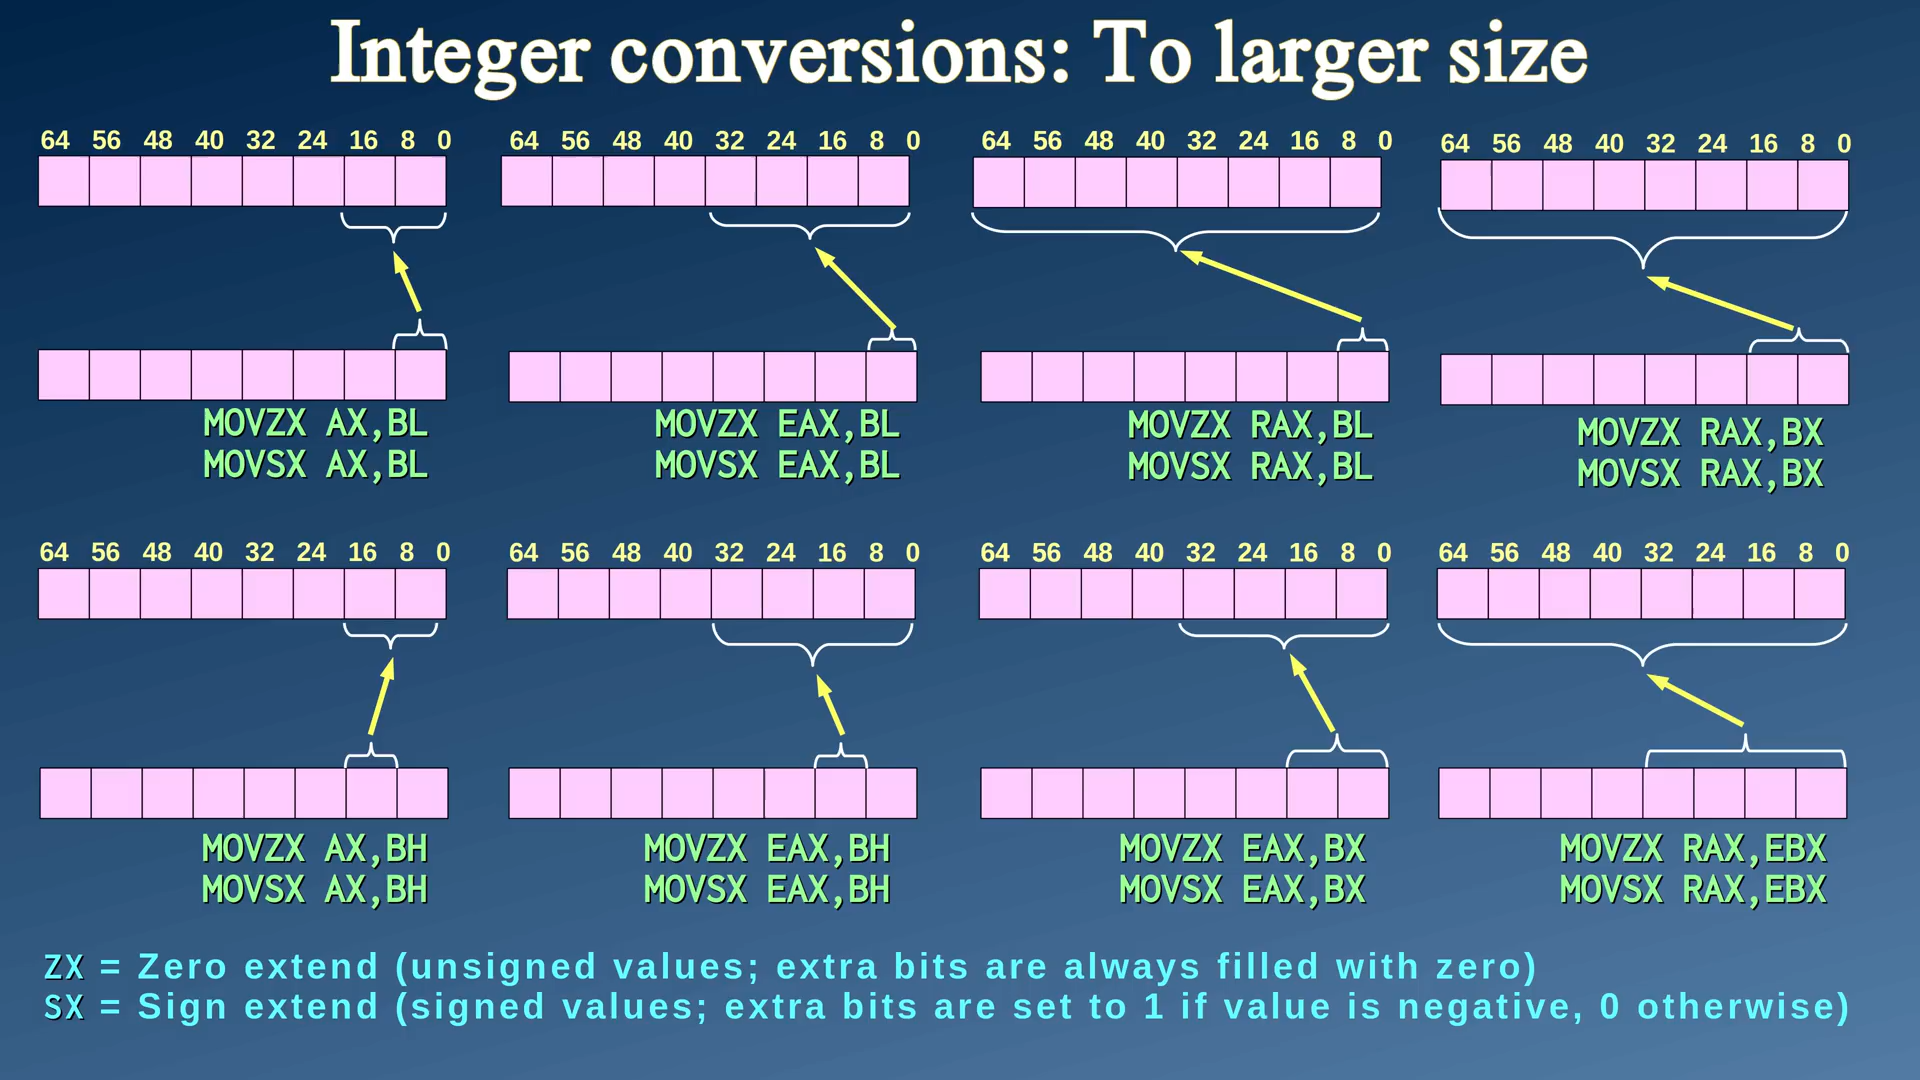 Integer conversions: To larger size
64 56 48 40 32 24 16 8 0
MOVZX AX,BL
MOVSX AX,BL
64 56 48 40 32 24 16 8 0
MOVZX EAX,BL
MOVSX EAX,BL
64 56 48 40 32 24 16 8 0
MOVZX RAX,BL
MOVSX RAX,BL
64 56 48 40 32 24 16 8 0
MOVZX RAX,BX
MOVSX RAX,BX
64 56 48 40 32 24 16 8 0
MOVZX AX,BH
MOVSX AX,BH
64 56 48 40 32 24 16 8 0
MOVZX EAX,BH
MOVSX EAX,BH
64 56 48 40 32 24 16 8 0
MOVZX EAX,BX
MOVSX EAX,BX
64 56 48 40 32 24 16 8 0
MOVZX RAX,EBX
MOVSX RAX,EBX
ZX = Zero extend (unsigned values; extra bits are always filled with zero)
SX = Sign extend (signed values; extra bits are set to 1 if value is negative, 0 otherwise)